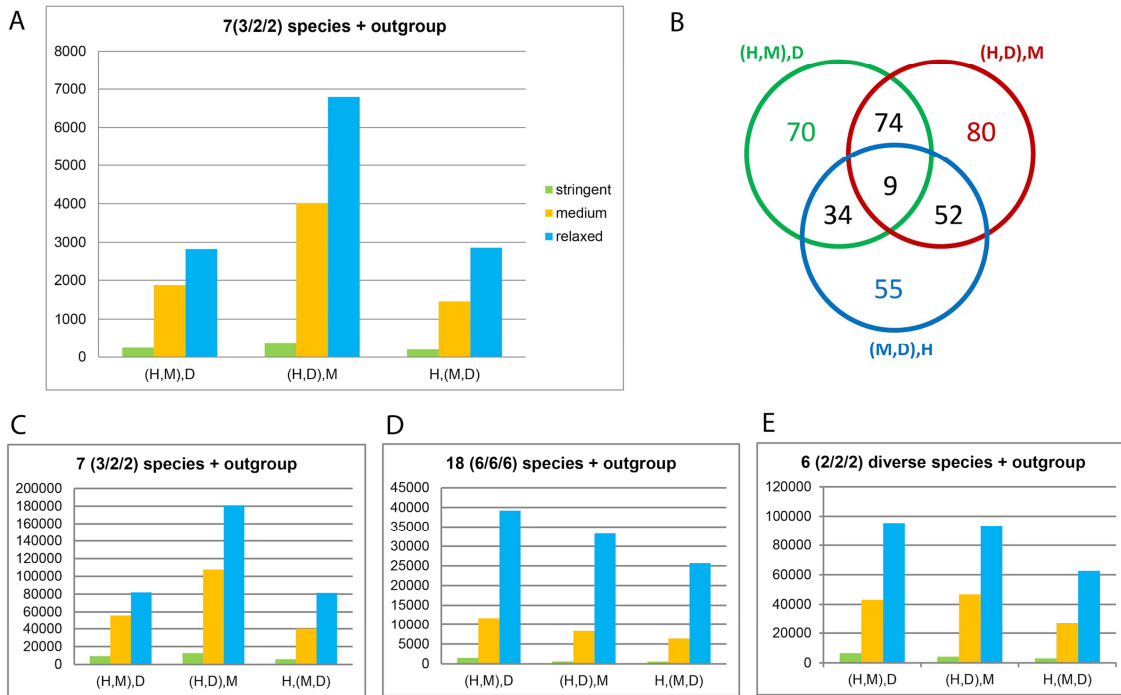 A
7(3/2/2) species + outgroup
8000
7000
6000
5000
4000
3000
2000
1000
0
(H,M),D
(H,D),M
H,(M,D)
stringent
medium
relaxed
B
(H,M),D
(H,D),M
70
74
80
9
34
52
55
(M,D),H
C
7 (3/2/2) species + outgroup
200000
180000
160000
140000
120000
100000
80000
60000
40000
20000
0
(H,M),D
(H,D),M
H,(M,D)
D
18 (6/6/6) species + outgroup
45000
40000
35000
30000
25000
20000
15000
10000
5000
0
(H,M),D
(H,D),M
H,(M,D)
E
6 (2/2/2) diverse species + outgroup
120000
100000
80000
60000
40000
20000
0
(H,M),D
(H,D),M
H,(M,D)